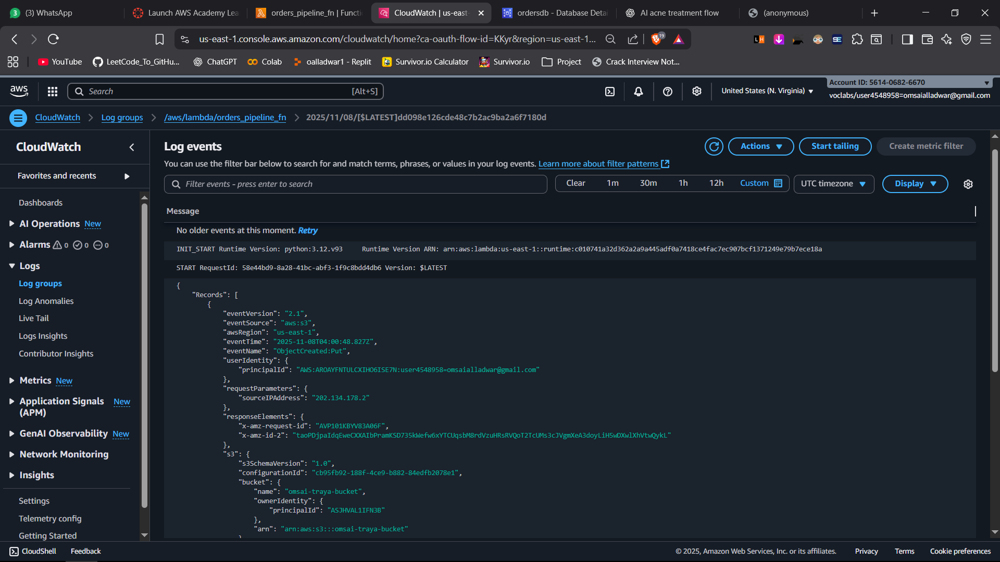 3
(3) WhatsApp
Launch AWS Academy Le
orders_pipeline_fn | Functi
CloudWatch | us-east-
ordersdb - Database Detai
AI acne treatment flow
(anonymous)
us-east-1.console.aws.amazon.com/cloudwatch/home?ca-oauth-flow-id=KKyr&region=us-east-1...
19
LH
SE
YouTube
LeetCode_To_GitHu...
ChatGPT
Colab
oalladwar1 - Replit
Survivor.io Calculator
Survivor.io
Project
Crack Interview Not...
aws
Search
[Alt+S]
United States (N. Virginia)
Account ID: 5614-0682-6670
voclabs/user4548958=omsaialladwar@gmail.com
CloudWatch
Log groups
/aws/lambda/orders_pipeline_fn
2025/11/08/[$LATEST]dd098e126cde48c7b2ac9ba2a6f7180d
CloudWatch
Favorites and recents
Dashboards
AI Operations New
Alarms 0 0 0
Logs
Log groups
Log Anomalies
Live Tail
Logs Insights
Contributor Insights
Metrics New
Application Signals New
(APM)
GenAI Observability New
Network Monitoring
Insights
Settings
Telemetry config
Getting Started
Log events
Actions
Start tailing
Create metric filter
You can use the filter bar below to search for and match terms, phrases, or values in your log events. Learn more about filter patterns
Filter events - press enter to search
Clear
1m
30m
1h
12h
Custom
UTC timezone
Display
Message
No older events at this moment. Retry
INIT_START Runtime Version: python:3.12.v93 Runtime Version ARN: arn:aws:lambda:us-east-1::runtime:c010741a32d362a2a9a445adf0a7418ce4fac7ec907bcf1371249e79b7ece18a
START RequestId: 58e44bd9-8a28-41bc-abf3-1f9c8bdd4db6 Version: $LATEST
{
"Records": [
{
"eventVersion": "2.1",
"eventSource": "aws:s3",
"awsRegion": "us-east-1",
"eventTime": "2025-11-08T04:00:48.827Z",
"eventName": "ObjectCreated:Put",
"userIdentity": {
"principalId": "AWS:AROAYFNTULCXIHO6ISE7N:user4548958=omsaialladwar@gmail.com"
},
"requestParameters": {
"sourceIPAddress": "202.134.178.2"
},
"responseElements": {
"x-amz-request-id": "AVP101KBYV83A06F",
"x-amz-id-2": "taoPDjpaIdqEweCXXAIbPramKSD735kWefw6xYTCUqsbM8rdVzuHRsRVQoT2TcUMs3cJVgmXeA3doyLiH5wDXwlXhVtwQykL"
},
"s3": {
"s3SchemaVersion": "1.0",
"configurationId": "cb95fb92-188f-4ce9-b882-84edfb2078e1",
"bucket": {
"name": "omsai-traya-bucket",
"ownerIdentity": {
"principalId": "ASJHVAL1IFN3B"
},
"arn": "arn:aws:s3:::omsai-traya-bucket"
}
CloudShell
Feedback
© 2025, Amazon Web Services, Inc. or its affiliates.
Privacy
Terms
Cookie preferences